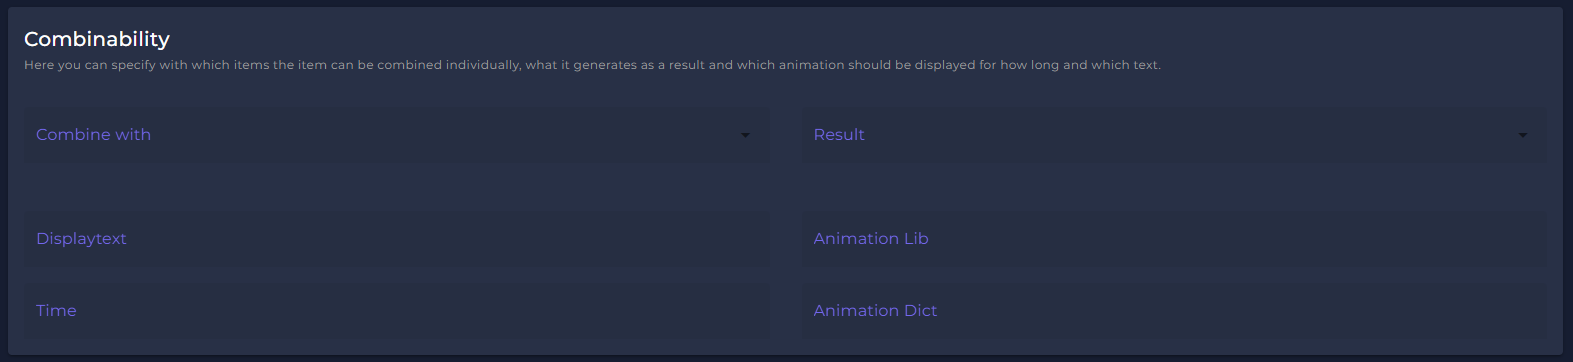 Combinability
Here you can specify with which items the item can be combined individually, what it generates as a result and which animation should be displayed for how long and which text.
Combine with
Result
Displaytext
Animation Lib
Time
Animation Dict